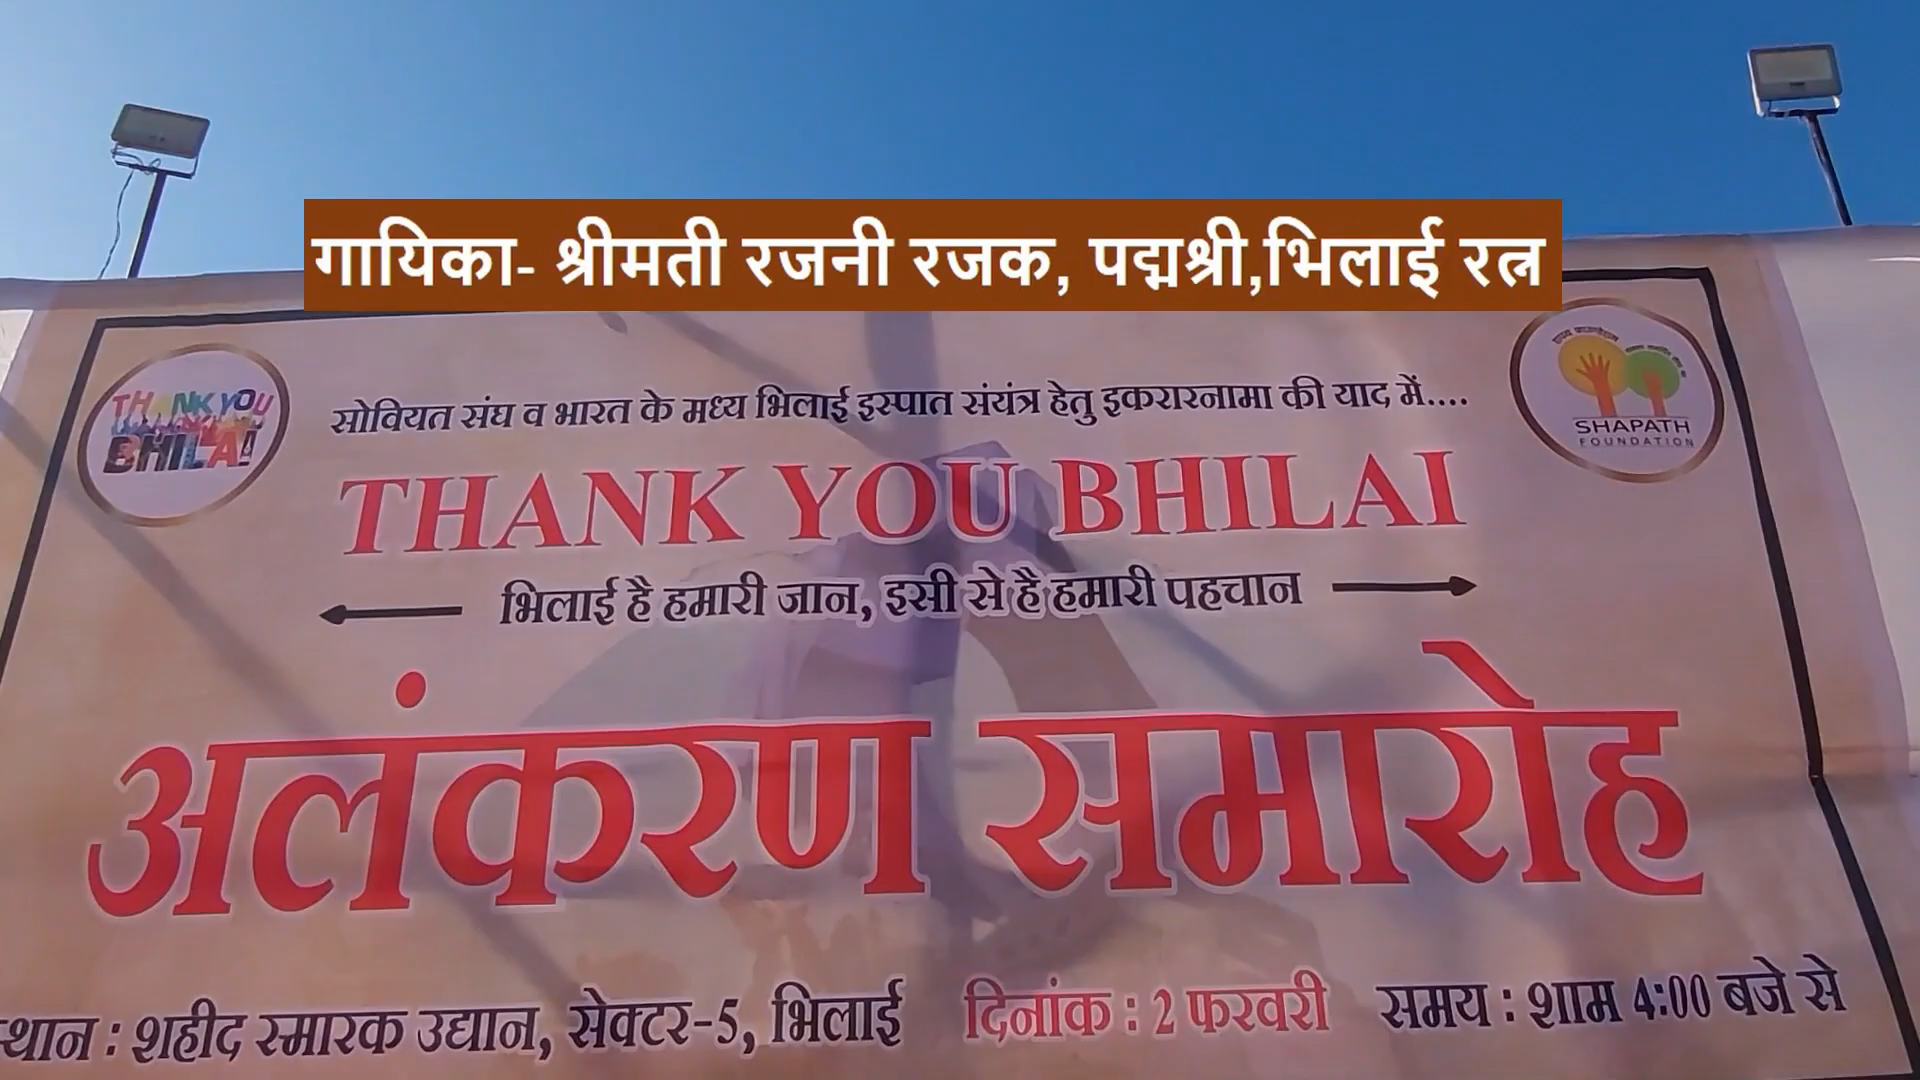 गायिका- श्रीमती रजनी रजक, पद्मश्री,भिलाई रत्न
THANK YOU
BHILAI
SHAPATH
FOUNDATION
सोवियत संघ व भारत के मध्य भिलाई इस्पात संयंत्र हेतु इकरारनामा की याद में....
THANK YOU BHILAI
भिलाई है हमारी जान, इसी से है हमारी पहचान
अलंकरण समारोह
स्थान : शहीद स्मारक उद्यान, सेक्टर-5, भिलाई दिनांक : 2 फरवरी समय : शाम 4:00 बजे से